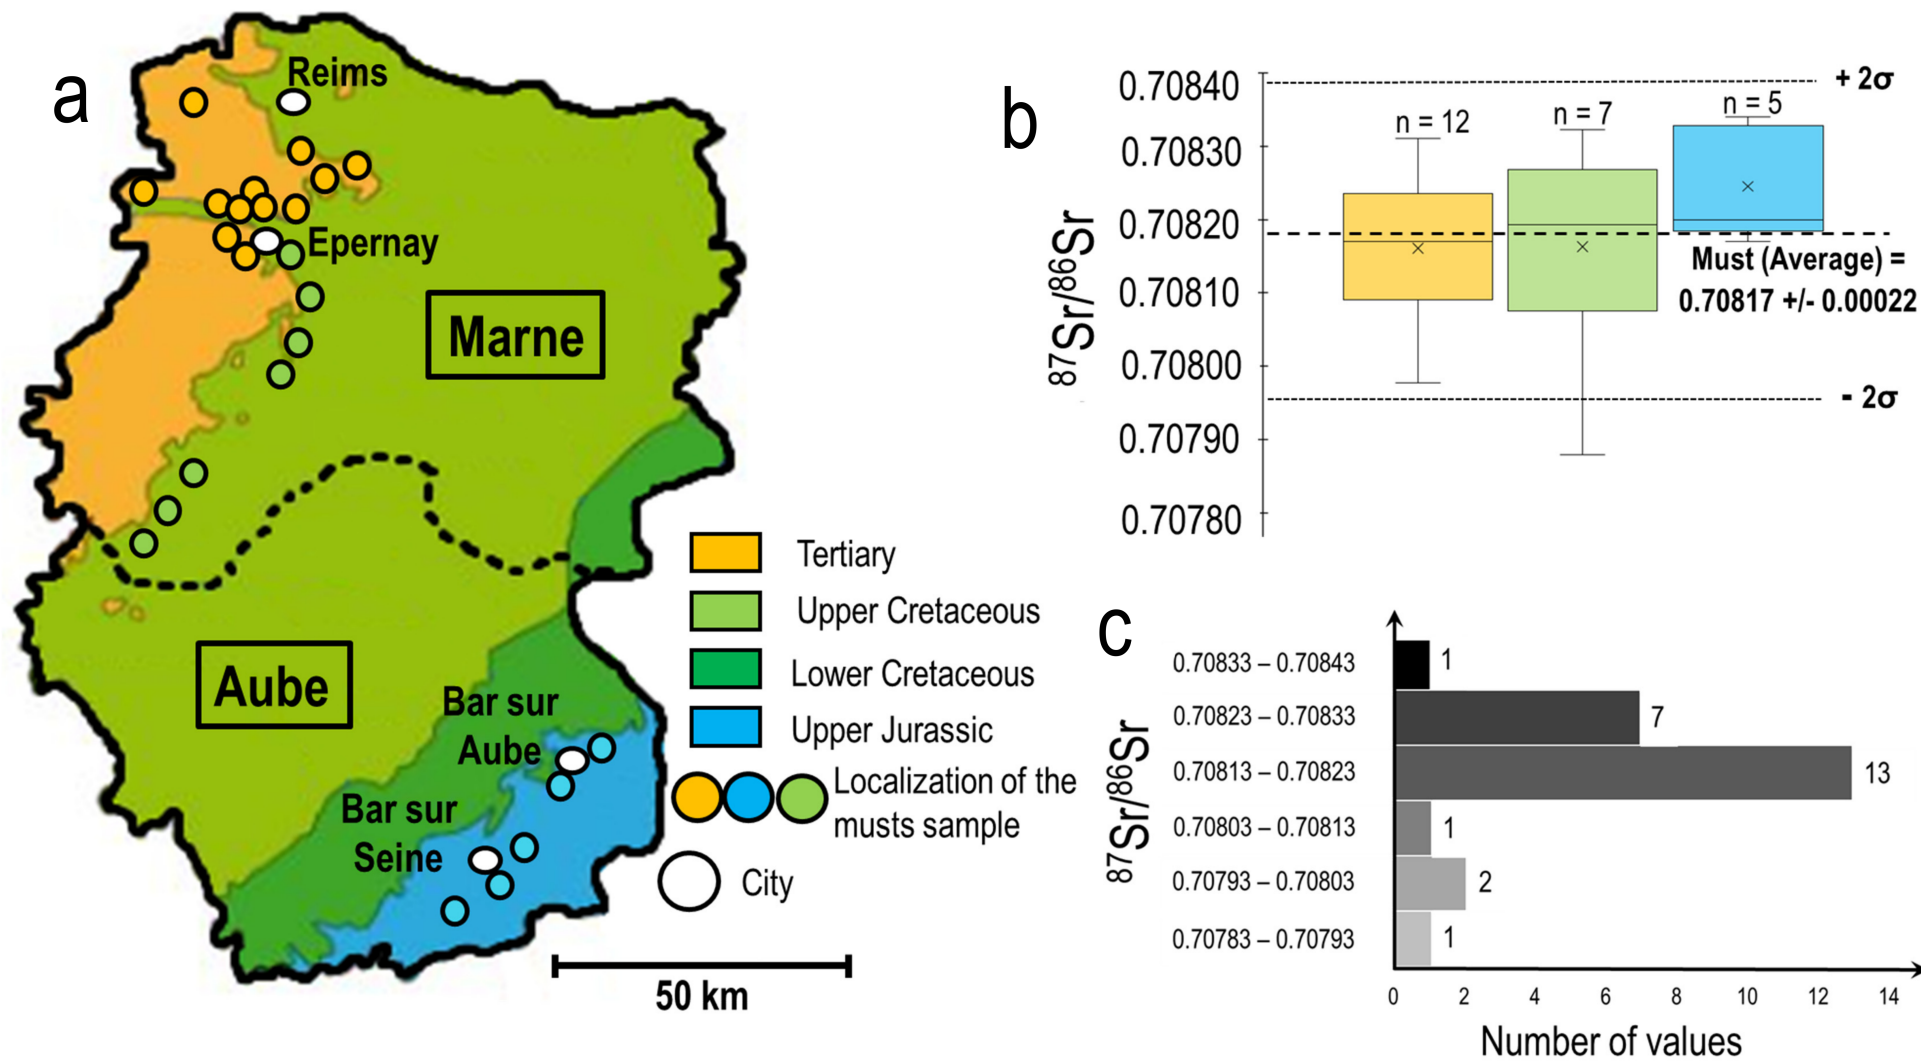 a
Reims
Epernay
Marne
Aube
Bar sur
Aube
Bar sur
Seine
Tertiary
Upper Cretaceous
Lower Cretaceous
Upper Jurassic
Localization of the
musts sample
City
50 km
b
87Sr/86Sr
0.70840
0.70830
0.70820
0.70810
0.70800
0.70790
0.70780
n = 12
n = 7
n = 5
+ 2σ
Must (Average) =
0.70817 +/- 0.00022
- 2σ
c
87Sr/86Sr
0.70833 – 0.70843
1
0.70823 – 0.70833
7
0.70813 – 0.70823
13
0.70803 – 0.70813
1
0.70793 – 0.70803
2
0.70783 – 0.70793
1
0 2 4 6 8 10 12 14
Number of values